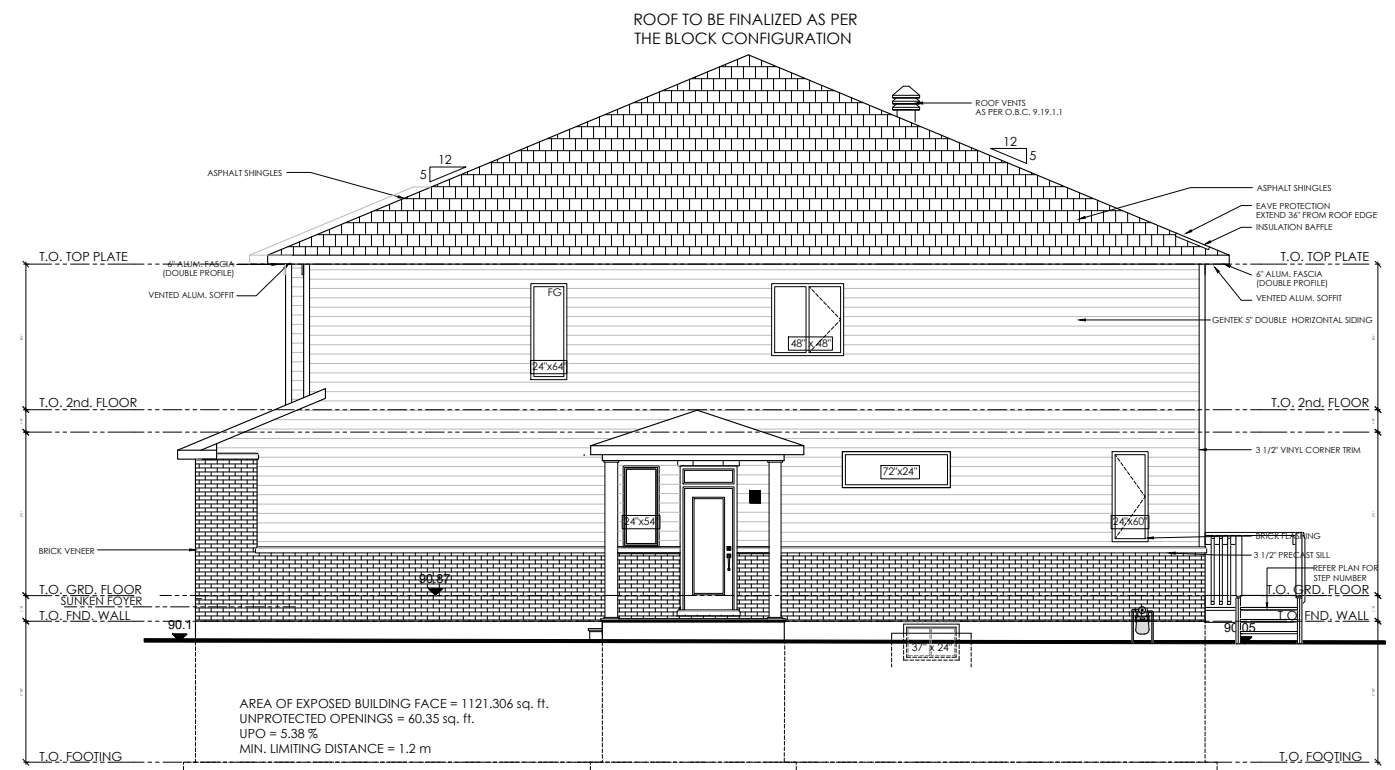 ROOF TO BE FINALIZED AS PER
THE BLOCK CONFIGURATION
ROOF VENTS
AS PER O.B.C. 9.19.1.1
12
5
12
5
ASPHALT SHINGLES
ASPHALT SHINGLES
EAVE PROTECTION
EXTEND 36" FROM ROOF EDGE
INSULATION BAFFLE
T.O. TOP PLATE
T.O. TOP PLATE
6" ALUM. FASCIA
(DOUBLE PROFILE)
6" ALUM. FASCIA
(DOUBLE PROFILE)
VENTED ALUM. SOFFIT
VENTED ALUM. SOFFIT
FG
24"x64"
48" x 48"
GENTEK 5" DOUBLE HORIZONTAL SIDING
T.O. 2nd. FLOOR
T.O. 2nd. FLOOR
3 1/2" VINYL CORNER TRIM
72"x24"
24"x54"
24"x60"
BRICK VENEER
BRICK FLASHING
3 1/2" PRECAST SILL
REFER PLAN FOR
STEP NUMBER
90.87
T.O. GRD. FLOOR
T.O. GRD. FLOOR
SUNKEN FOYER
T.O. FND. WALL
T.O. FND. WALL
90.1
90.05
37" x 24"
AREA OF EXPOSED BUILDING FACE = 1121.306 sq. ft.
UNPROTECTED OPENINGS = 60.35 sq. ft.
UPO = 5.38 %
MIN. LIMITING DISTANCE = 1.2 m
T.O. FOOTING
T.O. FOOTING